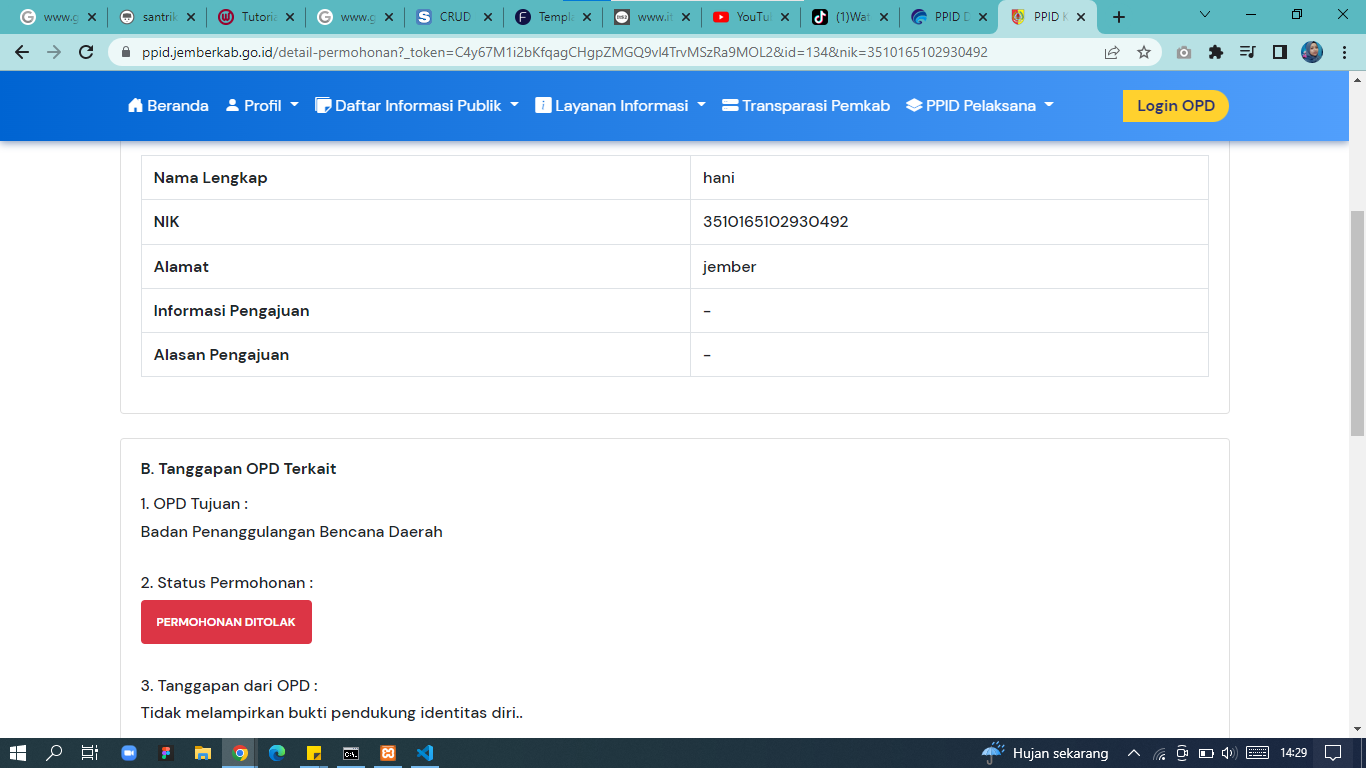 www.g
santrik
Tutoria
www.g
CRUD
Templa
www.it
YouTu
(1)Wat
PPID D
PPID K
ppid.jemberkab.go.id/detail-permohonan?_token=C4y67M1i2bKfqagCHgpZMGQ9vI4TrvMSzRa9MOL2&id=134&nik=3510165102930492
Beranda
Profil
Daftar Informasi Publik
Layanan Informasi
Transparasi Pemkab
PPID Pelaksana
Login OPD
Nama Lengkap hani
NIK 3510165102930492
Alamat jember
Informasi Pengajuan -
Alasan Pengajuan -
B. Tanggapan OPD Terkait
1. OPD Tujuan :
Badan Penanggulangan Bencana Daerah
2. Status Permohonan :
PERMOHONAN DITOLAK
3. Tanggapan dari OPD :
Tidak melampirkan bukti pendukung identitas diri..
Hujan sekarang
14:29